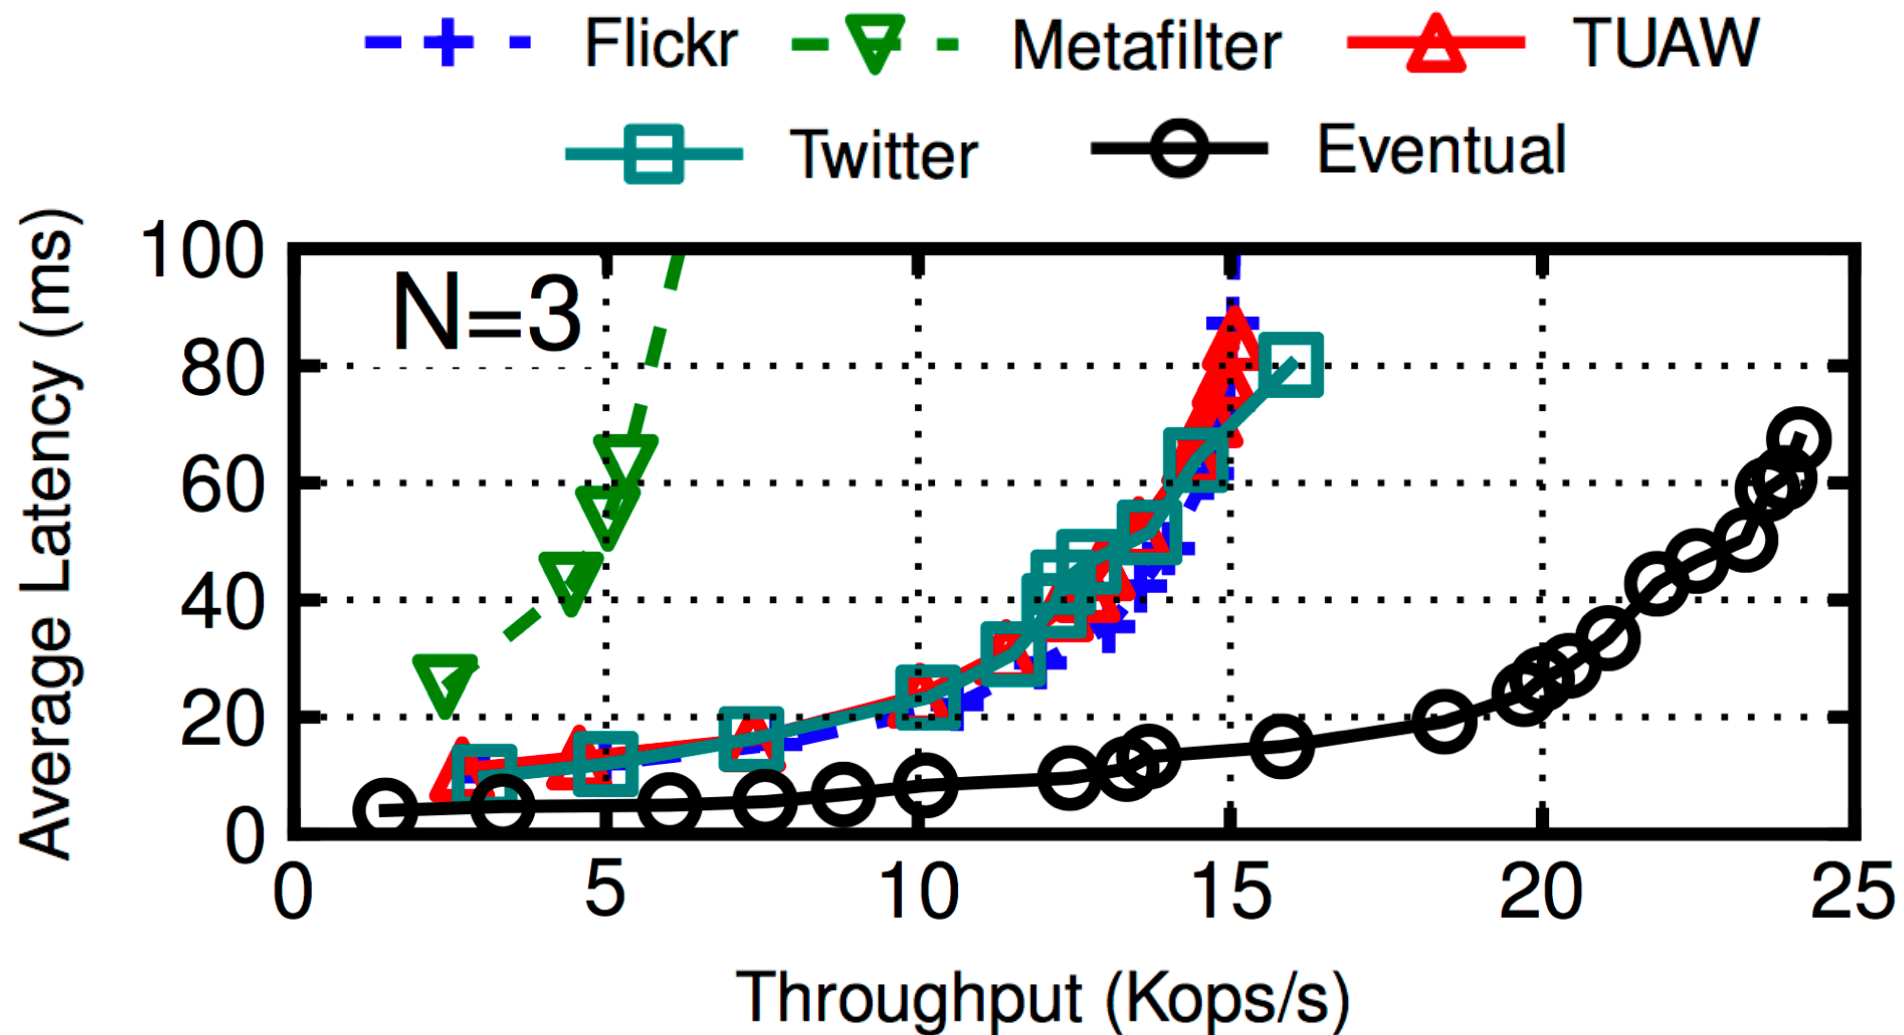 Flickr Metafilter TUAW
Twitter Eventual
Average Latency (ms)
100
80
60
40
20
0
N=3
0 5 10 15 20 25
Throughput (Kops/s)